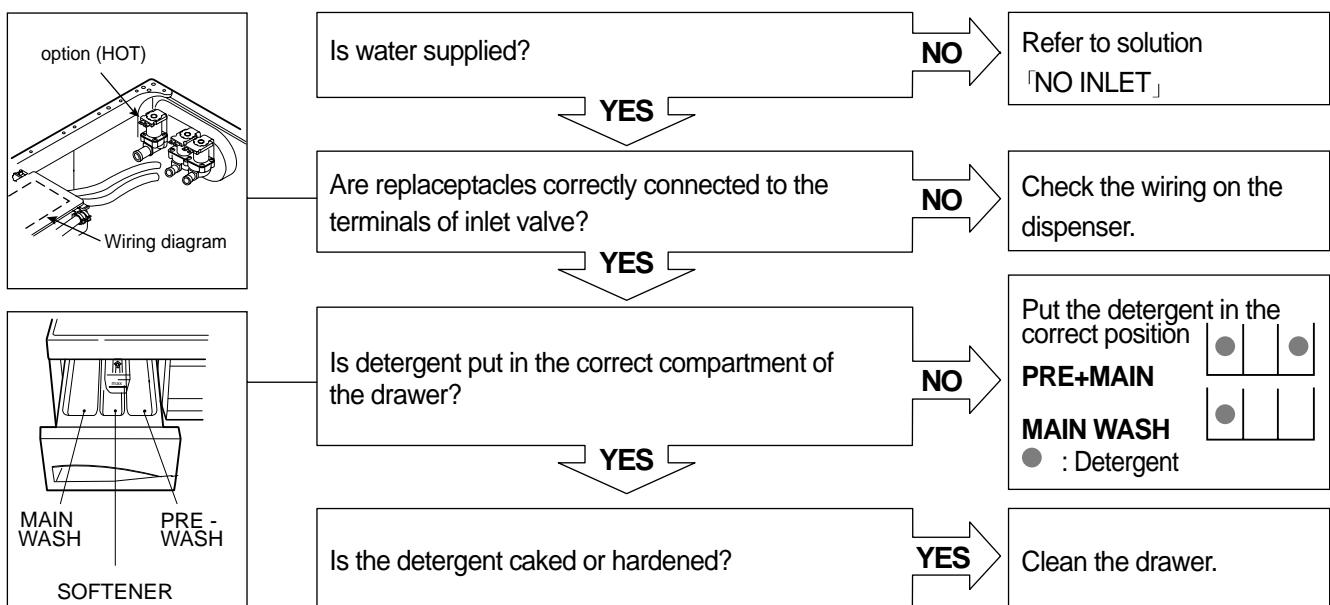 option (HOT)
Wiring diagram
Is water supplied?
NO
Refer to solution
「NO INLET」
YES
Are replaceptacles correctly connected to the
terminals of inlet valve?
NO
Check the wiring on the
dispenser.
YES
max
MAIN
WASH
PRE -
WASH
SOFTENER
Is detergent put in the correct compartment of
the drawer?
NO
Put the detergent in the
correct position
PRE+MAIN
MAIN WASH
: Detergent
YES
Is the detergent caked or hardened?
YES
Clean the drawer.